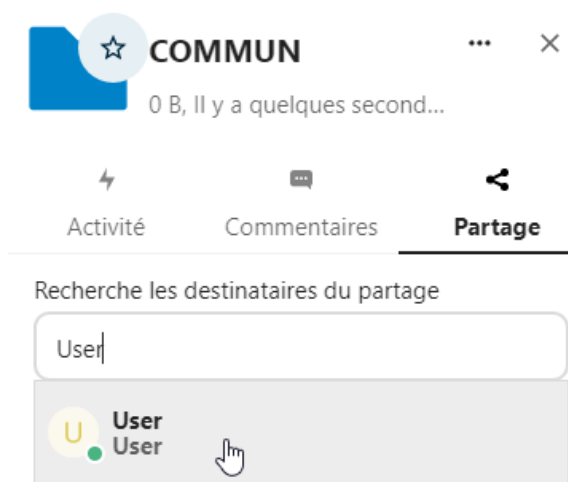 COMMUN
0 B, Il y a quelques second...
Activité Commentaires Partage
Recherche les destinataires du partage
User
U
User
User